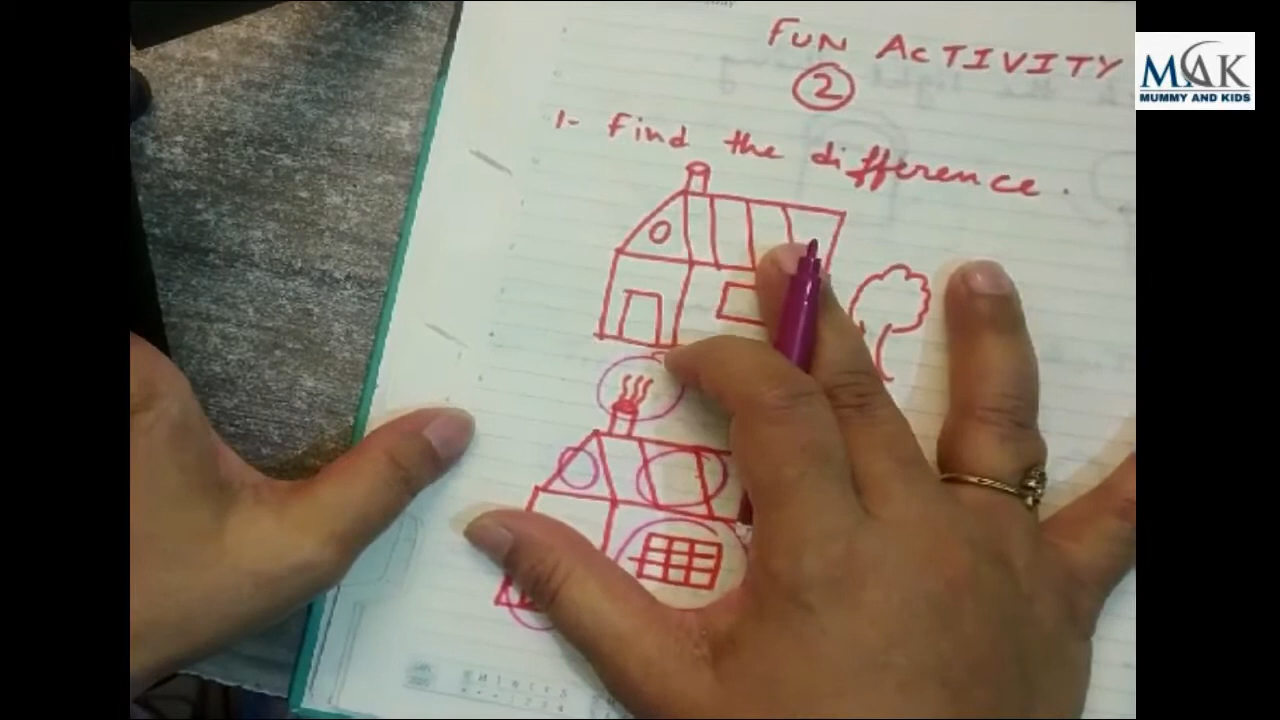 FUN ACTIVITY
2
1- Find the difference.
MAK
MUMMY AND KIDS